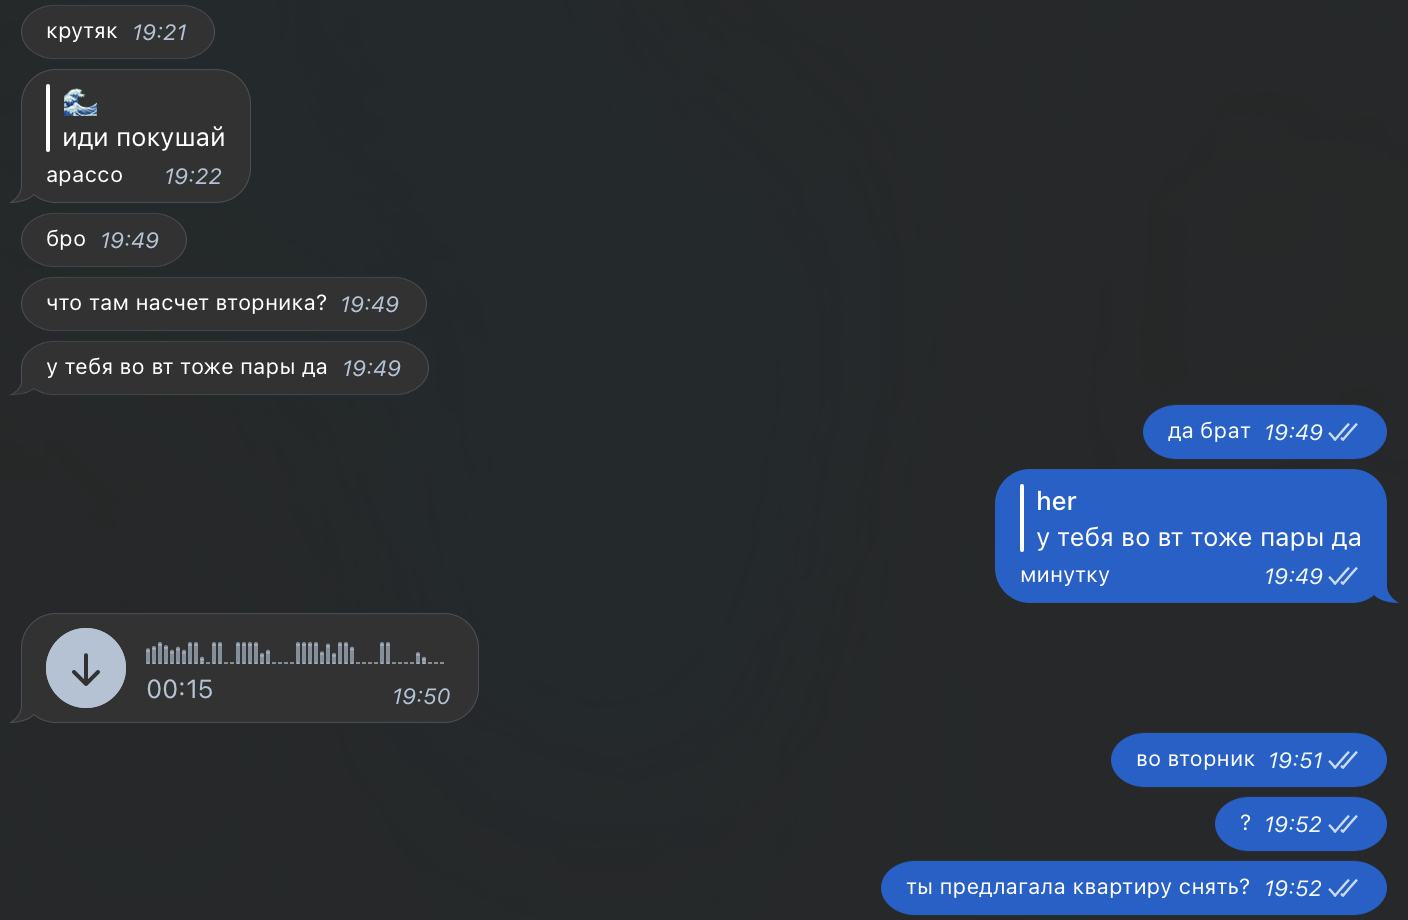 крутяк 19:21
🌊
иди покушай
арассо 19:22
бро 19:49
что там насчет вторника? 19:49
у тебя во вт тоже пары да 19:49
да брат 19:49
her
у тебя во вт тоже пары да
минутку 19:49
00:15 19:50
во вторник 19:51
? 19:52
ты предлагала квартиру снять? 19:52